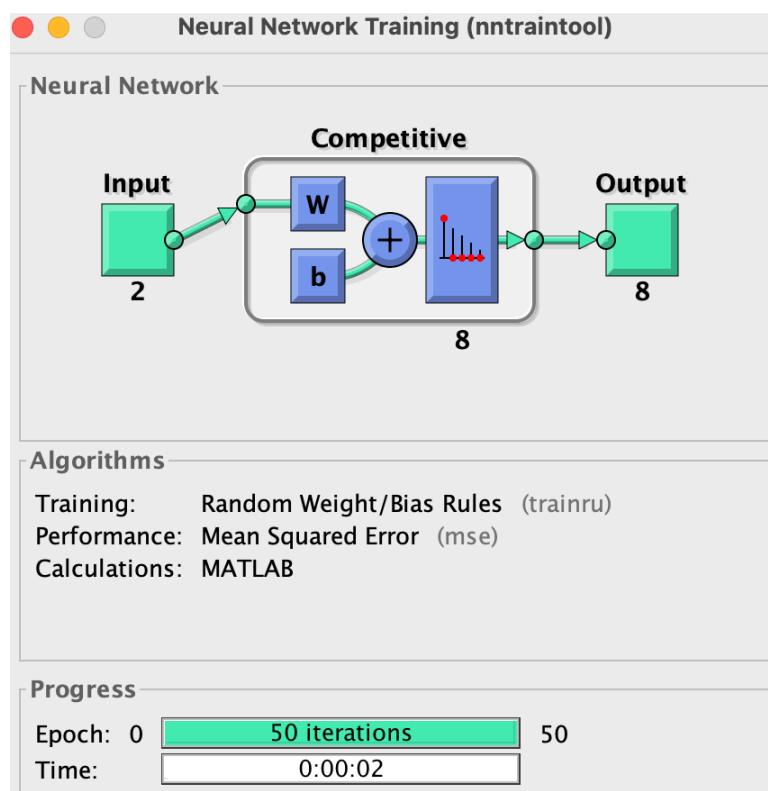 Neural Network Training (nntraintool)
Neural Network
Competitive
Input
W
b
+
Output
2
8
8
Algorithms
Training: Random Weight/Bias Rules (trainru)
Performance: Mean Squared Error (mse)
Calculations: MATLAB
Progress
Epoch: 0 50 iterations 50
Time: 0:00:02